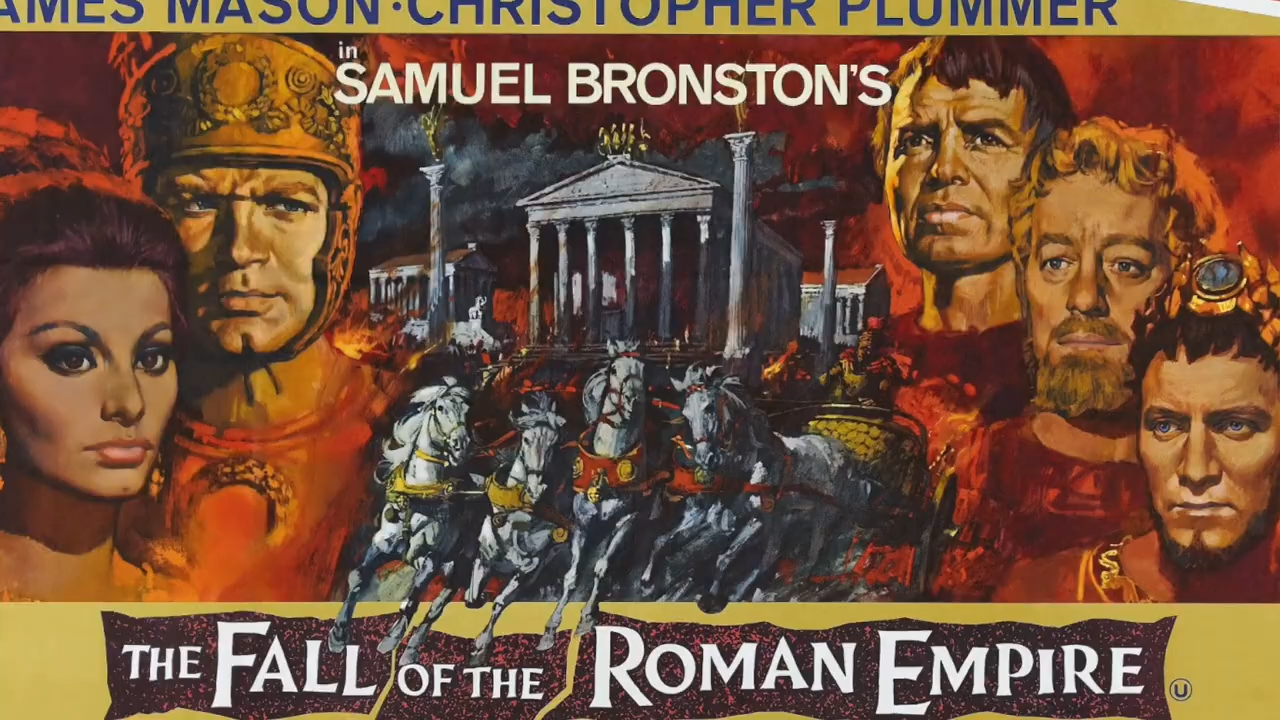 AMES MASON·CHRISTOPHER PLUMMER
in
SAMUEL BRONSTON'S
THE FALL OF THE ROMAN EMPIRE
U